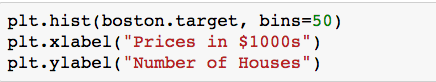 plt.hist(boston.target, bins=50)
plt.xlabel("Prices in $1000s")
plt.ylabel("Number of Houses")